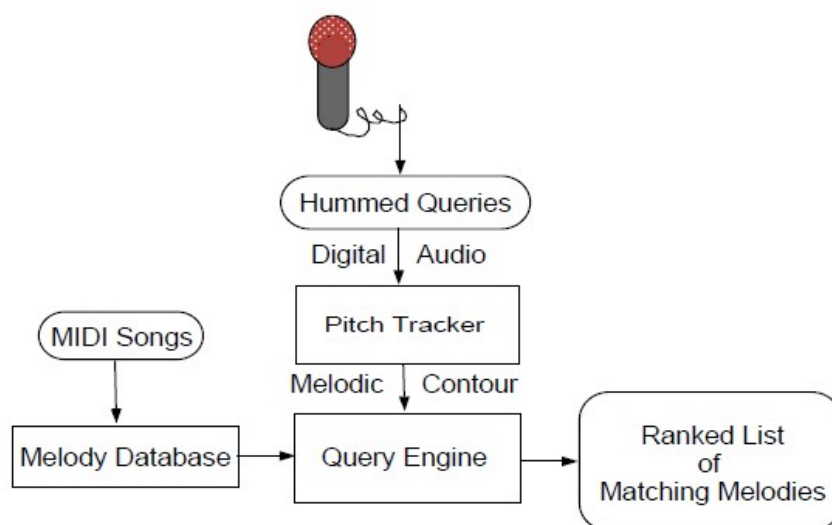 Hummed Queries
Digital Audio
Pitch Tracker
MIDI Songs
Melodic Contour
Melody Database
Query Engine
Ranked List
of
Matching Melodies